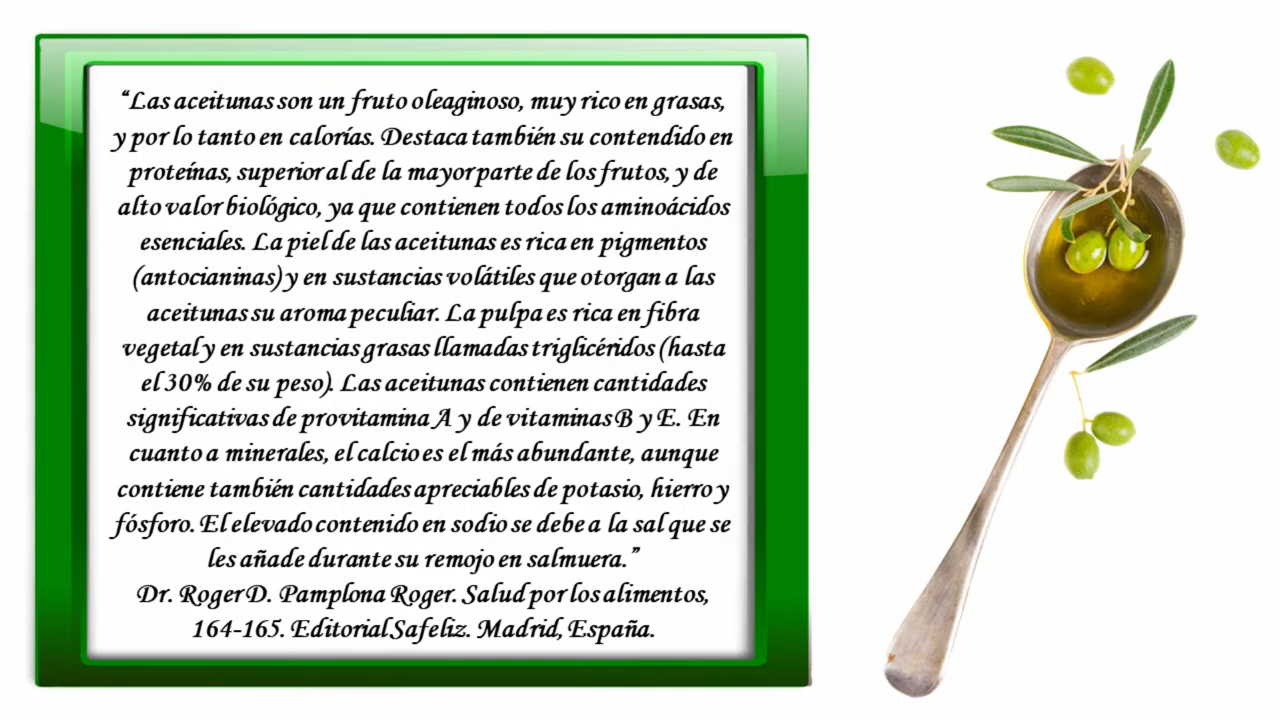 “Las aceitunas son un fruto oleaginoso, muy rico en grasas,
y por lo tanto en calorías. Destaca también su contendido en
proteínas, superior al de la mayor parte de los frutos, y de
alto valor biológico, ya que contienen todos los aminoácidos
esenciales. La piel de las aceitunas es rica en pigmentos
(antocianinas) y en sustancias volátiles que otorgan a las
aceitunas su aroma peculiar. La pulpa es rica en fibra
vegetal y en sustancias grasas llamadas triglicéridos (hasta
el 30% de su peso). Las aceitunas contienen cantidades
significativas de provitamina A y de vitaminas B y E. En
cuanto a minerales, el calcio es el más abundante, aunque
contiene también cantidades apreciables de potasio, hierro y
fósforo. El elevado contenido en sodio se debe a la sal que se
les añade durante su remojo en salmuera.”
Dr. Roger D. Pamplona Roger. Salud por los alimentos,
164-165. Editorial Safeliz. Madrid, España.